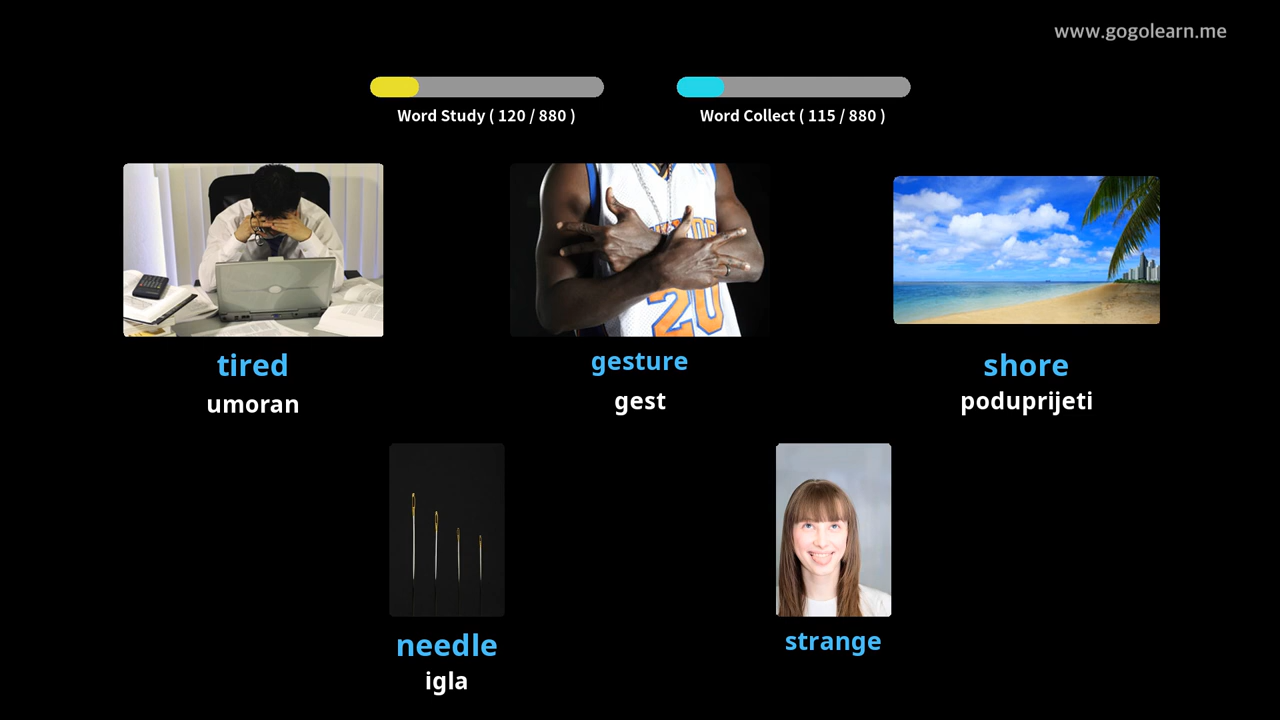 www.gogolearn.me
Word Study ( 120 / 880 )
Word Collect ( 115 / 880 )
tired
umoran
gesture
gest
shore
poduprijeti
20
needle
igla
strange